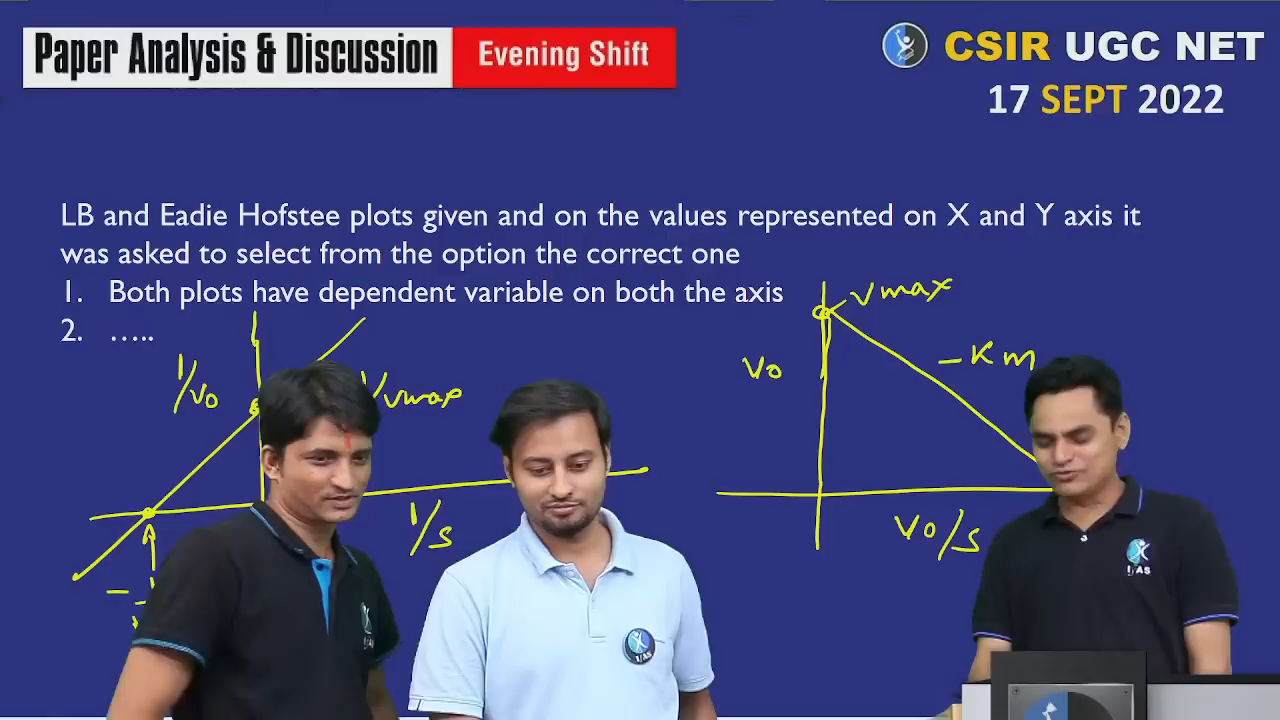 Paper Analysis & Discussion
Evening Shift
CSIR UGC NET
17 SEPT 2022
LB and Eadie Hofstee plots given and on the values represented on X and Y axis it
was asked to select from the option the correct one
1. Both plots have dependent variable on both the axis
2. …..
Vmax
1/V0
Vmax
V0
-Km
1/S
V0/S